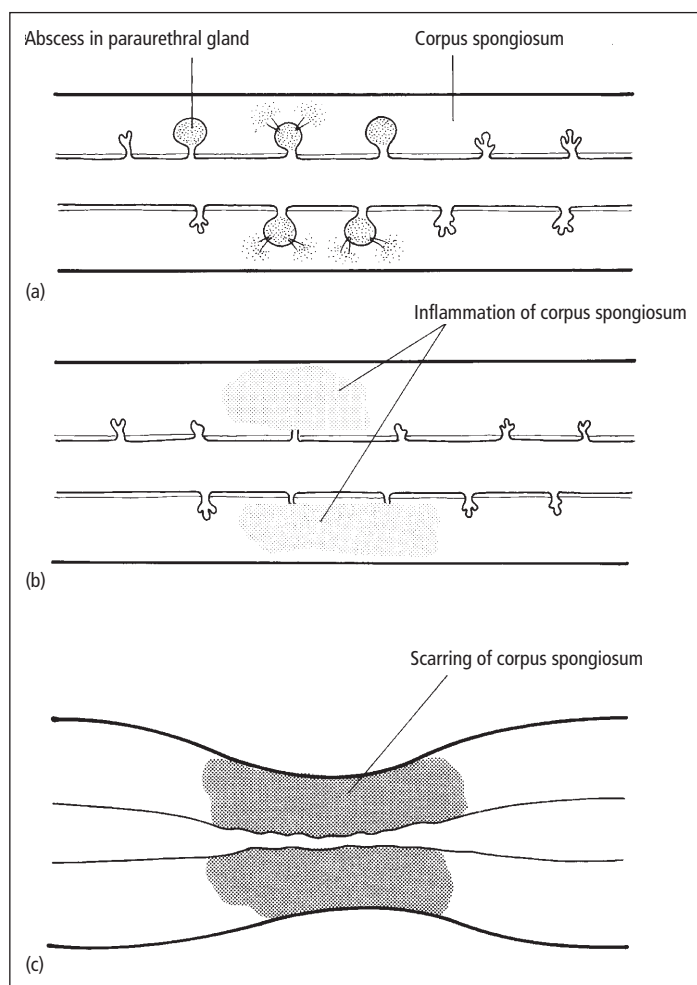 Abscess in paraurethral gland
Corpus spongiosum
(a)
Inflammation of corpus spongiosum
(b)
Scarring of corpus spongiosum
(c)